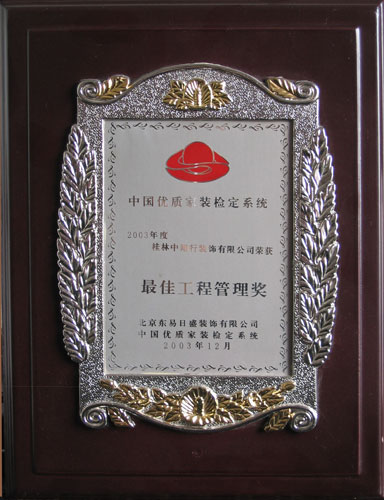 中国优质家装检定系统
2003年度
桂林中 行装饰有限公司荣获
最佳工程管理奖
北京东易日盛装饰有限公司
中国优质家装检定系统
2003年12月